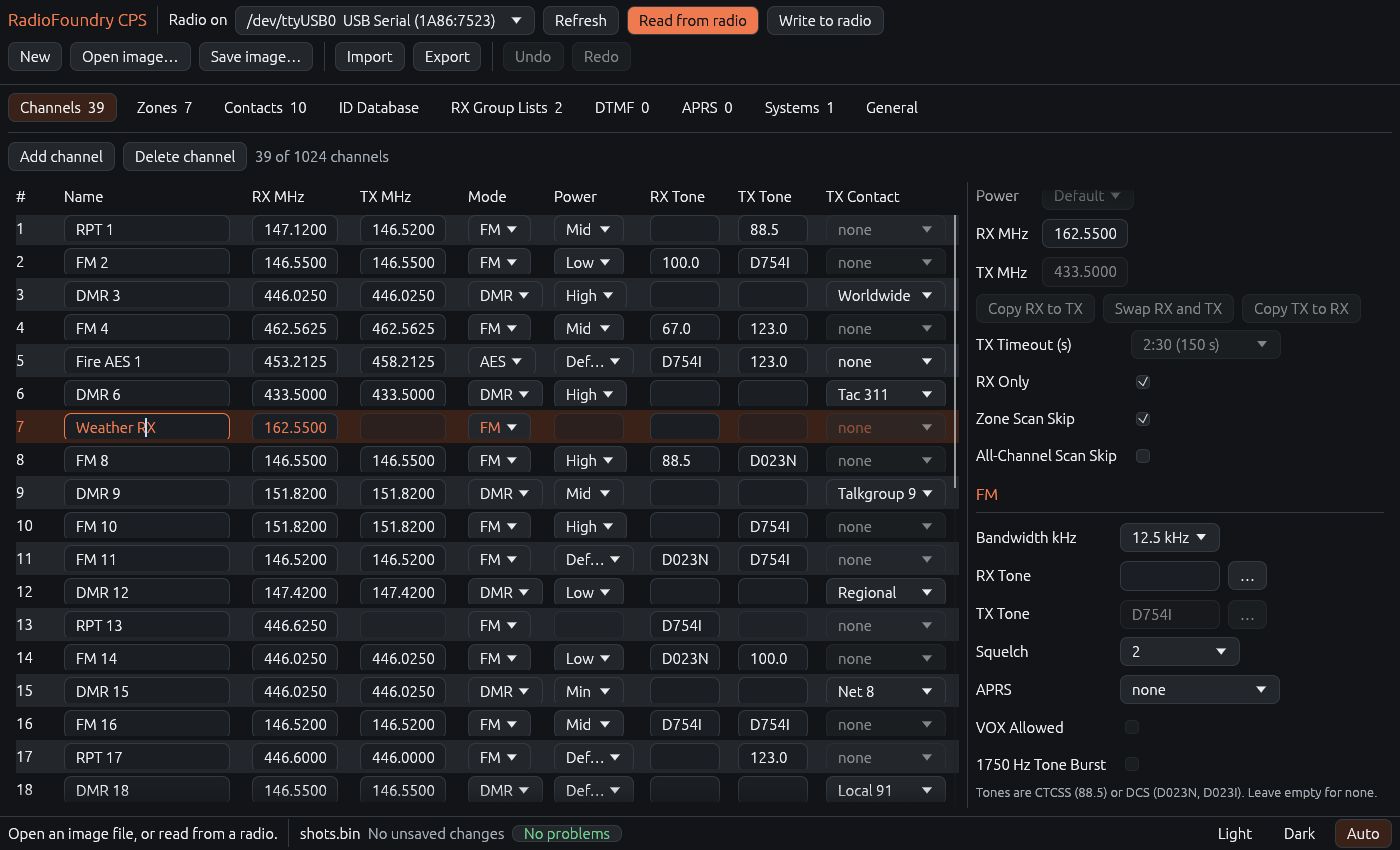 RadioFoundry CPS Radio on /dev/ttyUSB0 USB Serial (1A86:7523) Refresh Read from radio Write to radio
New Open image... Save image... Import Export Undo Redo
Channels 39 Zones 7 Contacts 10 ID Database RX Group Lists 2 DTMF 0 APRS 0 Systems 1 General
Add channel Delete channel 39 of 1024 channels
# Name RX MHz TX MHz Mode Power RX Tone TX Tone TX Contact
1 RPT 1 147.1200 146.5200 FM Mid 88.5 none
2 FM 2 146.5500 146.5500 FM Low 100.0 D754I none
3 DMR 3 446.0250 446.0250 DMR High Worldwide
4 FM 4 462.5625 462.5625 FM Mid 67.0 123.0 none
5 Fire AES 1 453.2125 458.2125 AES Def... D754I 123.0 none
6 DMR 6 433.5000 433.5000 DMR High Tac 311
7 Weather RX 162.5500 FM none
8 FM 8 146.5500 146.5500 FM High 88.5 D023N none
9 DMR 9 151.8200 151.8200 DMR Mid Talkgroup 9
10 FM 10 151.8200 151.8200 FM High D754I none
11 FM 11 146.5200 146.5200 FM Def... D023N D754I none
12 DMR 12 147.4200 147.4200 DMR Low Regional
13 RPT 13 446.6250 FM D754I none
14 FM 14 446.0250 446.0250 FM Low D023N 100.0 none
15 DMR 15 446.0250 446.0250 DMR Min Net 8
16 FM 16 146.5200 146.5200 FM Mid D754I D754I none
17 RPT 17 446.6000 446.0000 FM Def... 123.0 none
18 DMR 18 146.5500 146.5500 DMR Def... Local 91
Power Default
RX MHz 162.5500
TX MHz 433.5000
Copy RX to TX Swap RX and TX Copy TX to RX
TX Timeout (s) 2:30 (150 s)
RX Only
Zone Scan Skip
All-Channel Scan Skip
FM
Bandwidth kHz 12.5 kHz
RX Tone ...
TX Tone D754I ...
Squelch 2
APRS none
VOX Allowed
1750 Hz Tone Burst
Tones are CTCSS (88.5) or DCS (D023N, D023I). Leave empty for none.
Open an image file, or read from a radio. shots.bin No unsaved changes No problems Light Dark Auto